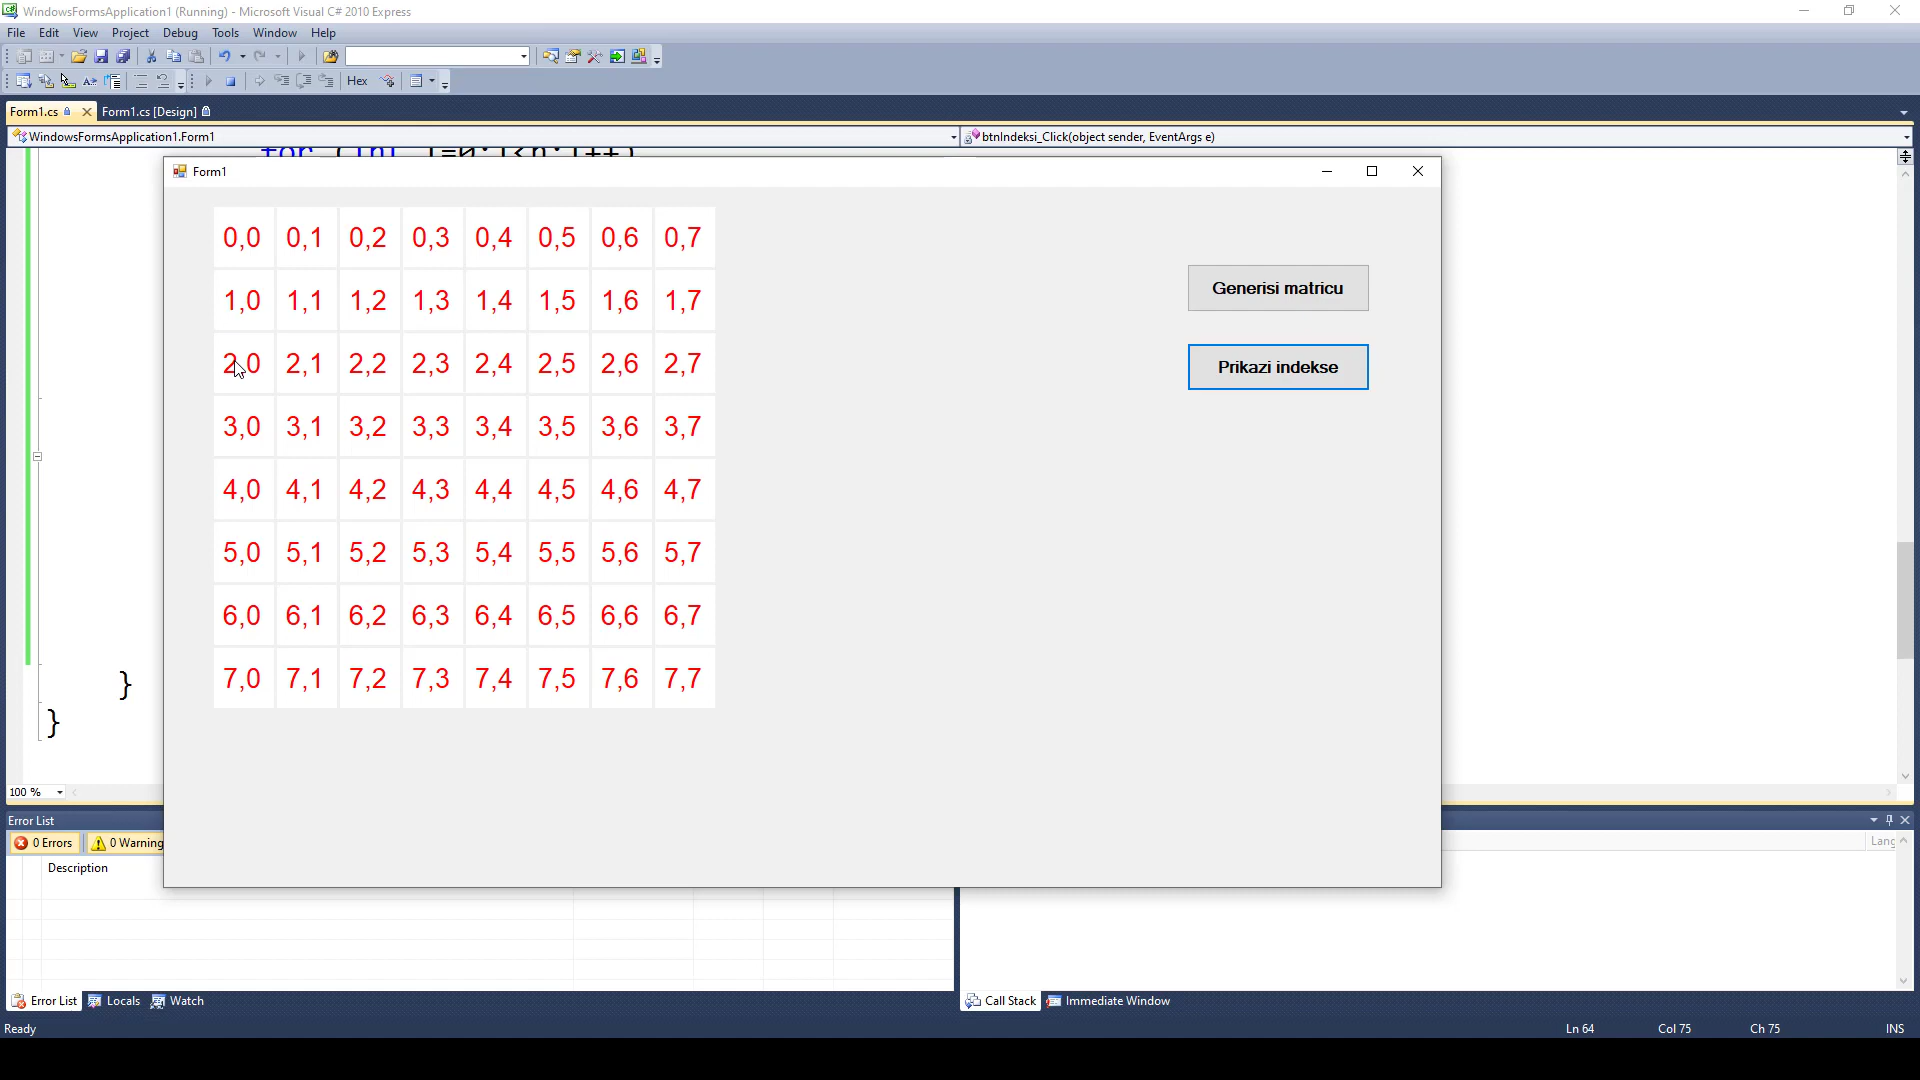 WindowsFormsApplication1 (Running) - Microsoft Visual C# 2010 Express
File Edit View Project Debug Tools Window Help
Hex
Form1.cs Form1.cs [Design]
WindowsFormsApplication1.Form1 btnIndeksi_Click(object sender, EventArgs e)
Form1
0,0 0,1 0,2 0,3 0,4 0,5 0,6 0,7
1,0 1,1 1,2 1,3 1,4 1,5 1,6 1,7
Generisi matricu
2,0 2,1 2,2 2,3 2,4 2,5 2,6 2,7
Prikazi indekse
3,0 3,1 3,2 3,3 3,4 3,5 3,6 3,7
4,0 4,1 4,2 4,3 4,4 4,5 4,6 4,7
5,0 5,1 5,2 5,3 5,4 5,5 5,6 5,7
6,0 6,1 6,2 6,3 6,4 6,5 6,6 6,7
7,0 7,1 7,2 7,3 7,4 7,5 7,6 7,7
}
}
100 %
Error List
0 Errors 0 Warning
Lang
Description
Error List Locals Watch Call Stack Immediate Window
Ready Ln 64 Col 75 Ch 75 INS